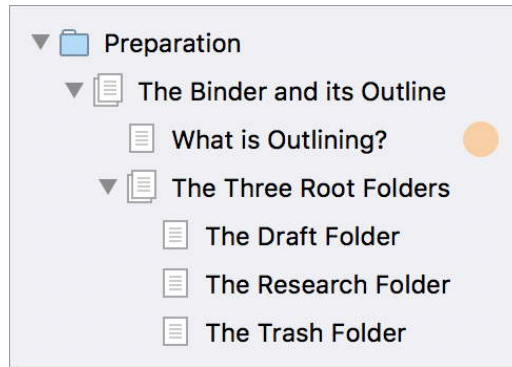 Preparation
The Binder and its Outline
What is Outlining?
The Three Root Folders
The Draft Folder
The Research Folder
The Trash Folder